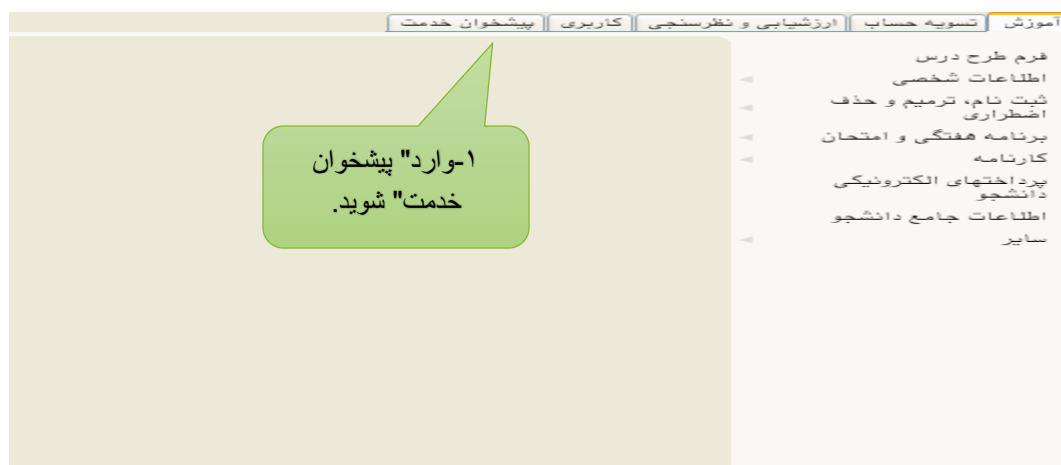 آموزش تسویه حساب ارزشیابی و نظرسنجی کاربری پیشخوان خدمت
فرم طرح درس
اطلاعات شخصی
ثبت نام، ترمیم و حذف
اضطراری
برنامه هفتگی و امتحان
کارنامه
پرداختهای الکترونیکی
دانشجو
اطلاعات جامع دانشجو
سایر
۱-وارد" پیشخوان
خدمت" شوید.